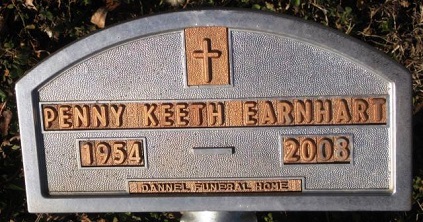 PENNY KEETH EARNHART
1954 — 2008
DANNEL FUNERAL HOME